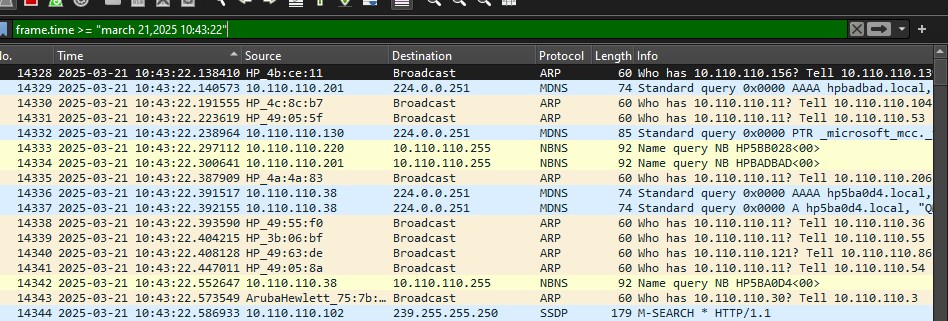 frame.time >= "march 21,2025 10:43:22"
No. Time Source Destination Protocol Length Info
14328 2025-03-21 10:43:22.138410 HP_4b:ce:11 Broadcast ARP 60 Who has 10.110.110.156? Tell 10.110.110.13
14329 2025-03-21 10:43:22.140573 10.110.110.201 224.0.0.251 MDNS 74 Standard query 0x0000 AAAA hpbadbad.local,
14330 2025-03-21 10:43:22.191555 HP_4c:8c:b7 Broadcast ARP 60 Who has 10.110.110.11? Tell 10.110.110.104
14331 2025-03-21 10:43:22.223619 HP_49:05:5f Broadcast ARP 60 Who has 10.110.110.11? Tell 10.110.110.53
14332 2025-03-21 10:43:22.238964 10.110.110.130 224.0.0.251 MDNS 85 Standard query 0x0000 PTR _microsoft_mcc._
14333 2025-03-21 10:43:22.297112 10.110.110.220 10.110.110.255 NBNS 92 Name query NB HP5BB028<00>
14334 2025-03-21 10:43:22.300641 10.110.110.201 10.110.110.255 NBNS 92 Name query NB HPBADBAD<00>
14335 2025-03-21 10:43:22.387909 HP_4a:4a:83 Broadcast ARP 60 Who has 10.110.110.11? Tell 10.110.110.206
14336 2025-03-21 10:43:22.391517 10.110.110.38 224.0.0.251 MDNS 74 Standard query 0x0000 AAAA hp5ba0d4.local,
14337 2025-03-21 10:43:22.392155 10.110.110.38 224.0.0.251 MDNS 74 Standard query 0x0000 A hp5ba0d4.local, "Q
14338 2025-03-21 10:43:22.393590 HP_49:55:f0 Broadcast ARP 60 Who has 10.110.110.11? Tell 10.110.110.36
14339 2025-03-21 10:43:22.404215 HP_3b:06:bf Broadcast ARP 60 Who has 10.110.110.11? Tell 10.110.110.55
14340 2025-03-21 10:43:22.408128 HP_49:63:de Broadcast ARP 60 Who has 10.110.110.121? Tell 10.110.110.86
14341 2025-03-21 10:43:22.447011 HP_49:05:8a Broadcast ARP 60 Who has 10.110.110.11? Tell 10.110.110.54
14342 2025-03-21 10:43:22.552647 10.110.110.38 10.110.110.255 NBNS 92 Name query NB HP5BA0D4<00>
14343 2025-03-21 10:43:22.573549 ArubaHewlett_75:7b:… Broadcast ARP 60 Who has 10.110.110.30? Tell 10.110.110.3
14344 2025-03-21 10:43:22.586933 10.110.110.102 239.255.255.250 SSDP 179 M-SEARCH * HTTP/1.1